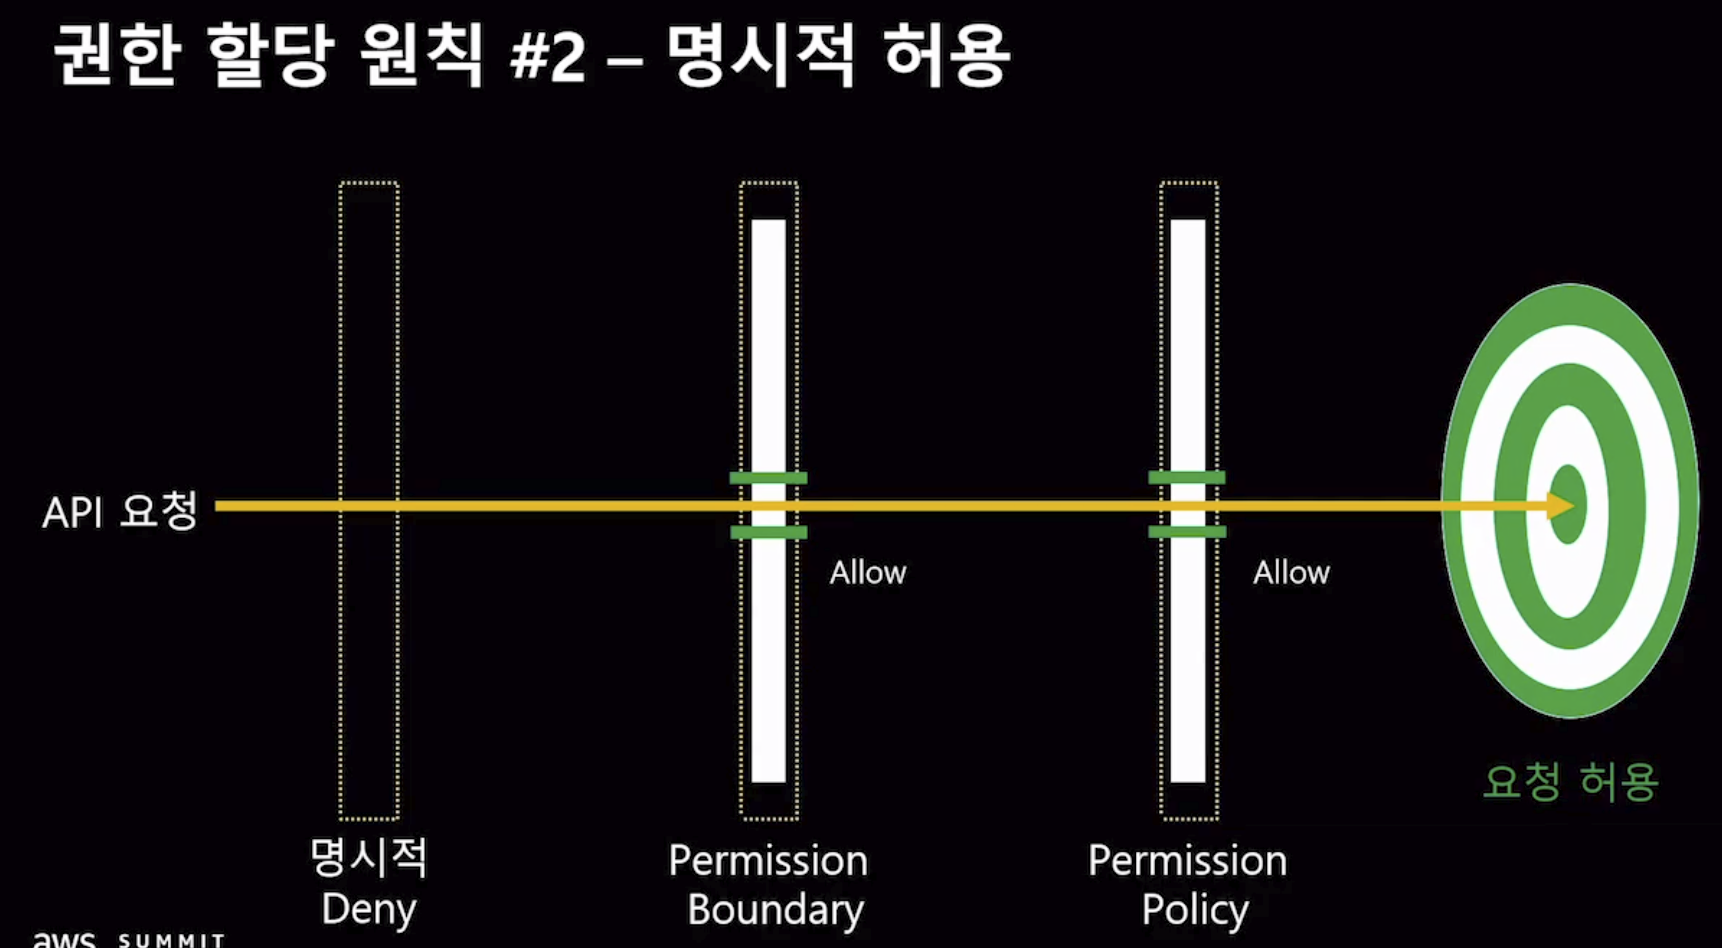 권한 할당 원칙 #2 – 명시적 허용
API 요청
Allow
Allow
요청 허용
명시적
Deny
Permission
Boundary
Permission
Policy
aws SUMMIT